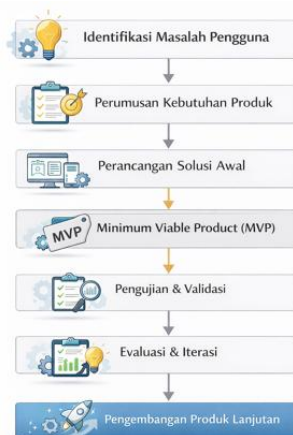 Identifikasi Masalah Pengguna
Perumusan Kebutuhan Produk
Perancangan Solusi Awal
MVP
Minimum Viable Product (MVP)
Pengujian & Validasi
Evaluasi & Iterasi
Pengembangan Produk Lanjutan